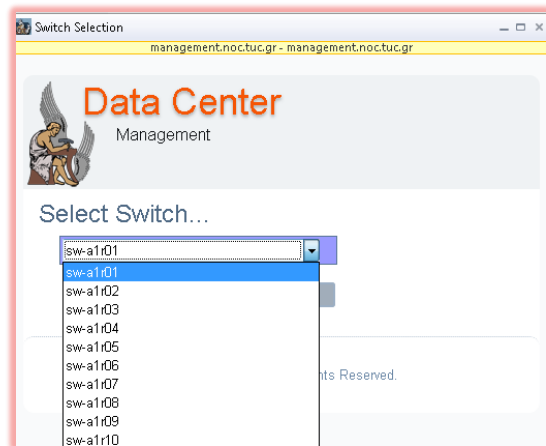 Switch Selection
management.noc.tuc.gr - management.noc.tuc.gr
Data Center
Management
Select Switch...
sw-a1r01
sw-a1r01
sw-a1r02
sw-a1r03
sw-a1r04
sw-a1r05
sw-a1r06
sw-a1r07
sw-a1r08
sw-a1r09
sw-a1r10
Reserved.